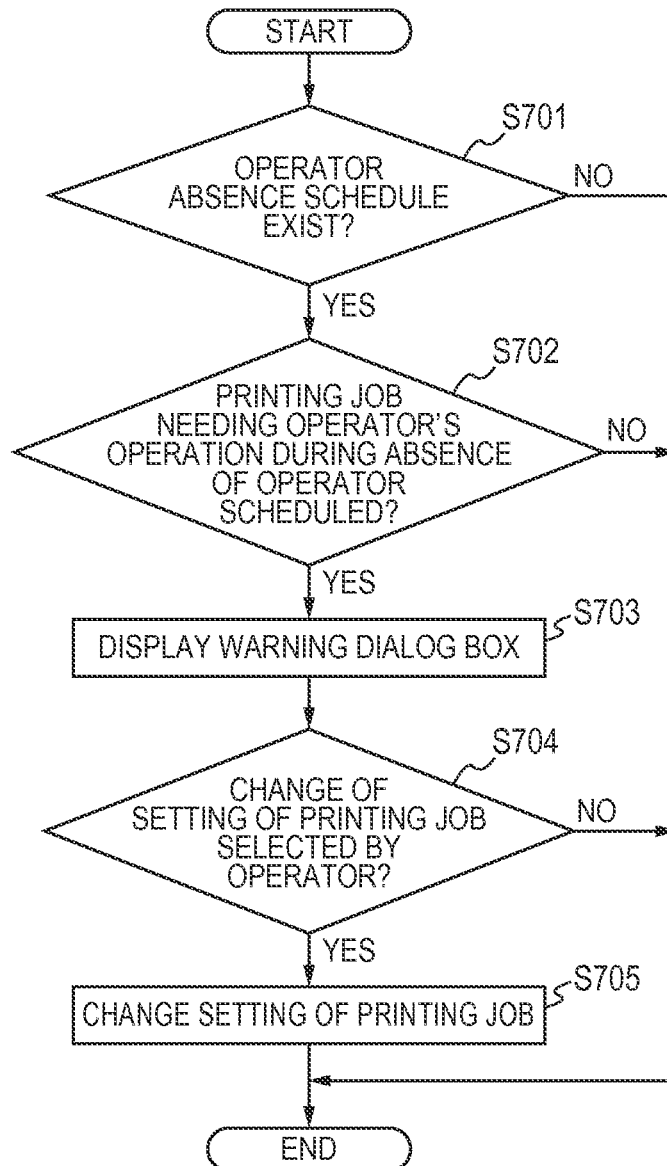 START
S701
OPERATOR
ABSENCE SCHEDULE
EXIST?
NO
YES
S702
PRINTING JOB
NEEDING OPERATOR'S
OPERATION DURING ABSENCE
OF OPERATOR
SCHEDULED?
NO
YES
S703
DISPLAY WARNING DIALOG BOX
S704
CHANGE OF
SETTING OF PRINTING JOB
SELECTED BY
OPERATOR?
NO
YES
S705
CHANGE SETTING OF PRINTING JOB
END